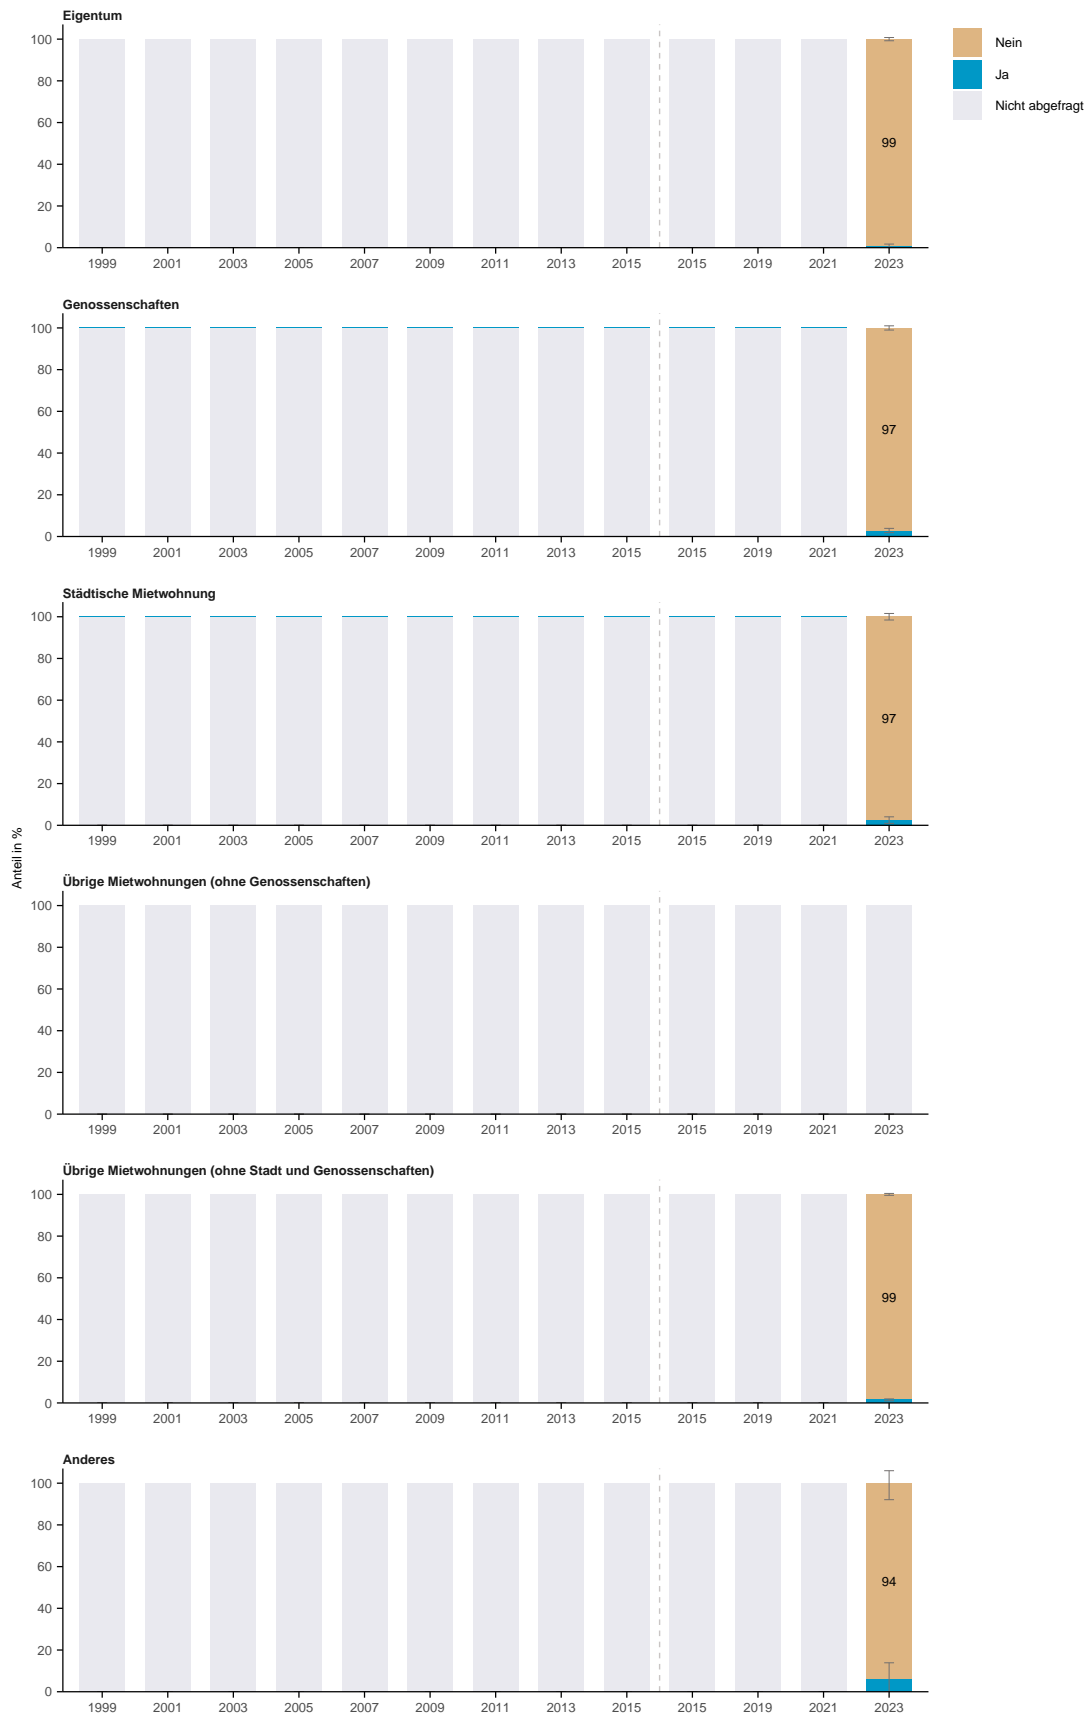 Eigentum
Nein
Ja
Nicht abgefragt
100
80
60
40
20
0
99
1999 2001 2003 2005 2007 2009 2011 2013 2015 2015 2019 2021 2023
Genossenschaften
100
80
60
40
20
0
97
1999 2001 2003 2005 2007 2009 2011 2013 2015 2015 2019 2021 2023
Städtische Mietwohnung
100
80
60
40
20
0
97
1999 2001 2003 2005 2007 2009 2011 2013 2015 2015 2019 2021 2023
Anteil in %
Übrige Mietwohnungen (ohne Genossenschaften)
100
80
60
40
20
0
1999 2001 2003 2005 2007 2009 2011 2013 2015 2015 2019 2021 2023
Übrige Mietwohnungen (ohne Stadt und Genossenschaften)
100
80
60
40
20
0
99
1999 2001 2003 2005 2007 2009 2011 2013 2015 2015 2019 2021 2023
Anderes
100
80
60
40
20
0
94
1999 2001 2003 2005 2007 2009 2011 2013 2015 2015 2019 2021 2023